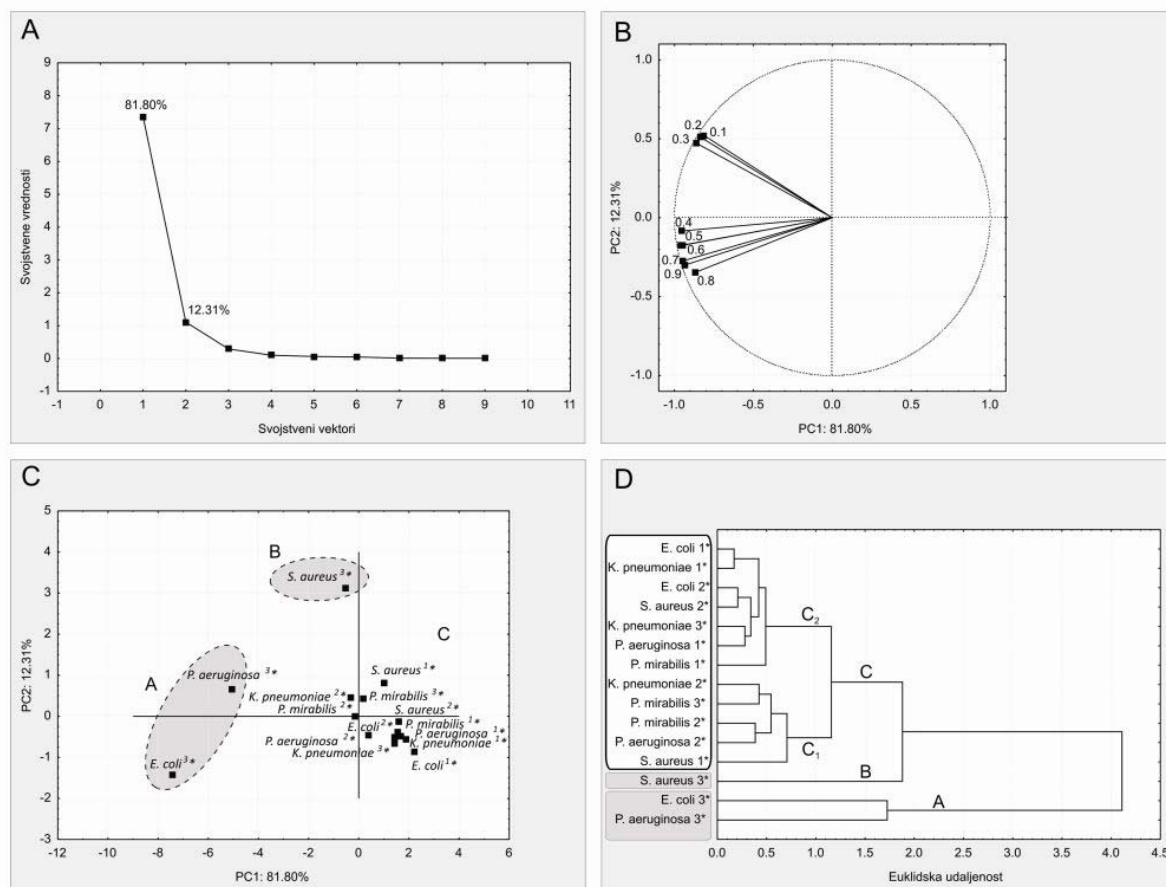 A
9
8
7
6
5
4
3
2
1
0
-1
81.80%
12.31%
Svojstvene vrednosti
-1 0 1 2 3 4 5 6 7 8 9 10 11
Svojstveni vektori
B
1.0
0.5
0.0
-0.5
-1.0
0.2
0.1
0.3
0.4
0.5
0.6
0.7
0.9
0.8
PC2: 12.31%
-1.0 -0.5 0.0 0.5 1.0
PC1: 81.80%
C
5
4
3
2
1
0
-1
-2
-3
B
S. aureus 3*
C
A
P. aeruginosa 3*
S. aureus 1*
K. pneumoniae 2*
P. mirabilis 3*
P. mirabilis 2*
S. aureus 2*
E. coli 2*
P. mirabilis 1*
P. aeruginosa 2*
P. aeruginosa 1*
K. pneumoniae 3*
K. pneumoniae 1*
E. coli 3*
E. coli 1*
PC2: 12.31%
-12 -10 -8 -6 -4 -2 0 2 4 6
PC1: 81.80%
D
E. coli 1*
K. pneumoniae 1*
E. coli 2*
S. aureus 2*
K. pneumoniae 3*
P. aeruginosa 1*
P. mirabilis 1*
K. pneumoniae 2*
P. mirabilis 3*
P. mirabilis 2*
P. aeruginosa 2*
S. aureus 1*
S. aureus 3*
E. coli 3*
P. aeruginosa 3*
C2
C
C1
B
A
0.0 0.5 1.0 1.5 2.0 2.5 3.0 3.5 4.0 4.5
Euklidska udaljenost